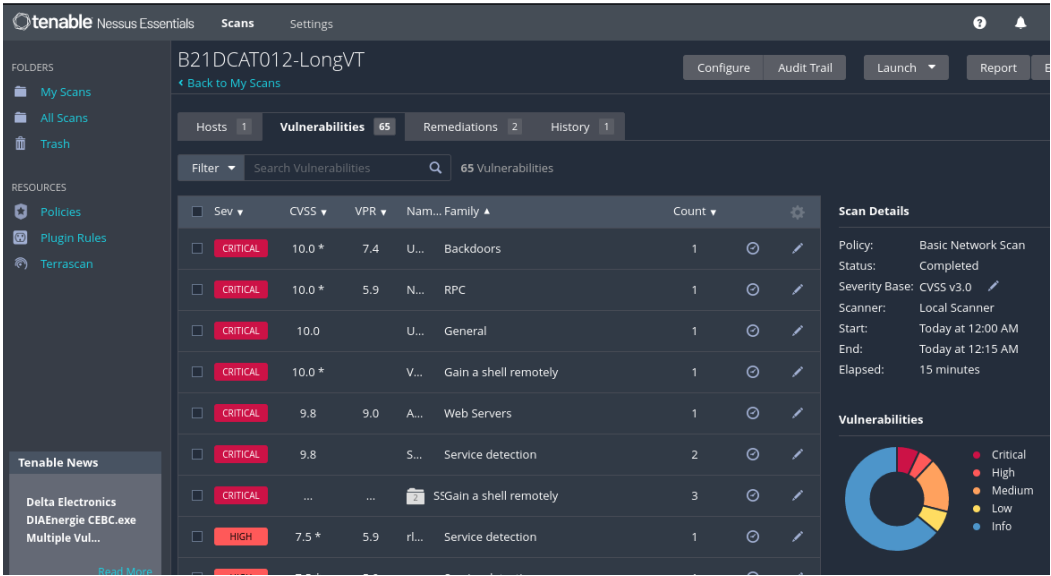 tenable Nessus Essentials Scans Settings
FOLDERS
My Scans
All Scans
Trash
RESOURCES
Policies
Plugin Rules
Terrascan
Tenable News
Delta Electronics
DIAEnergie CEBC.exe
Multiple Vul...
Read More
B21DCAT012-LongVT
Back to My Scans
Configure Audit Trail Launch Report
Hosts 1 Vulnerabilities 65 Remediations 2 History 1
Filter Search Vulnerabilities 65 Vulnerabilities
Sev CVSS VPR Nam... Family Count
CRITICAL 10.0 * 7.4 U... Backdoors 1
CRITICAL 10.0 * 5.9 N... RPC 1
CRITICAL 10.0 U... General 1
CRITICAL 10.0 * V... Gain a shell remotely 1
CRITICAL 9.8 9.0 A... Web Servers 1
CRITICAL 9.8 S... Service detection 2
CRITICAL ... ... 2 SS Gain a shell remotely 3
HIGH 7.5 * 5.9 rl... Service detection 1
Scan Details
Policy: Basic Network Scan
Status: Completed
Severity Base: CVSS v3.0
Scanner: Local Scanner
Start: Today at 12:00 AM
End: Today at 12:15 AM
Elapsed: 15 minutes
Vulnerabilities
Critical
High
Medium
Low
Info